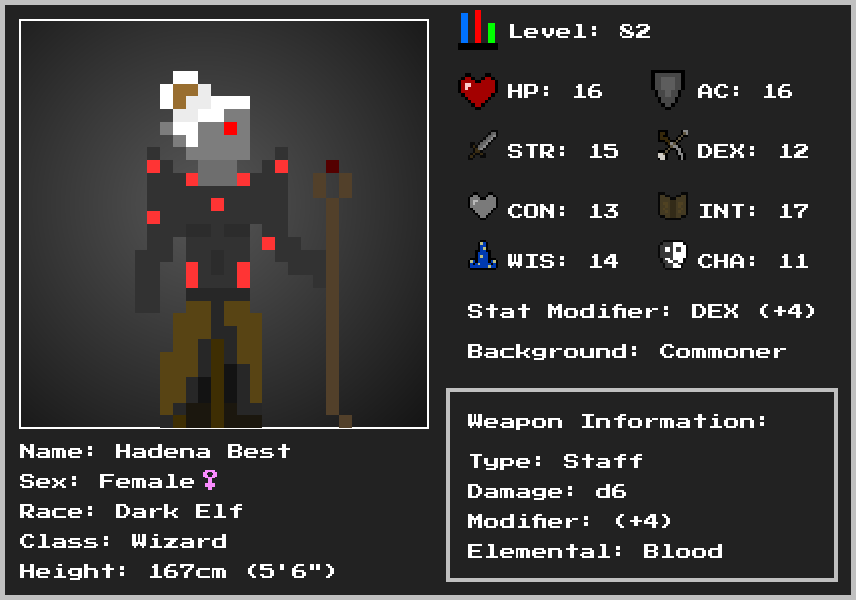 Level: 82
HP: 16
AC: 16
STR: 15
DEX: 12
CON: 13
INT: 17
WIS: 14
CHA: 11
Stat Modifier: DEX (+4)
Background: Commoner
Weapon Information:
Type: Staff
Damage: d6
Modifier: (+4)
Elemental: Blood
Name: Hadena Best
Sex: Female♀
Race: Dark Elf
Class: Wizard
Height: 167cm (5'6")